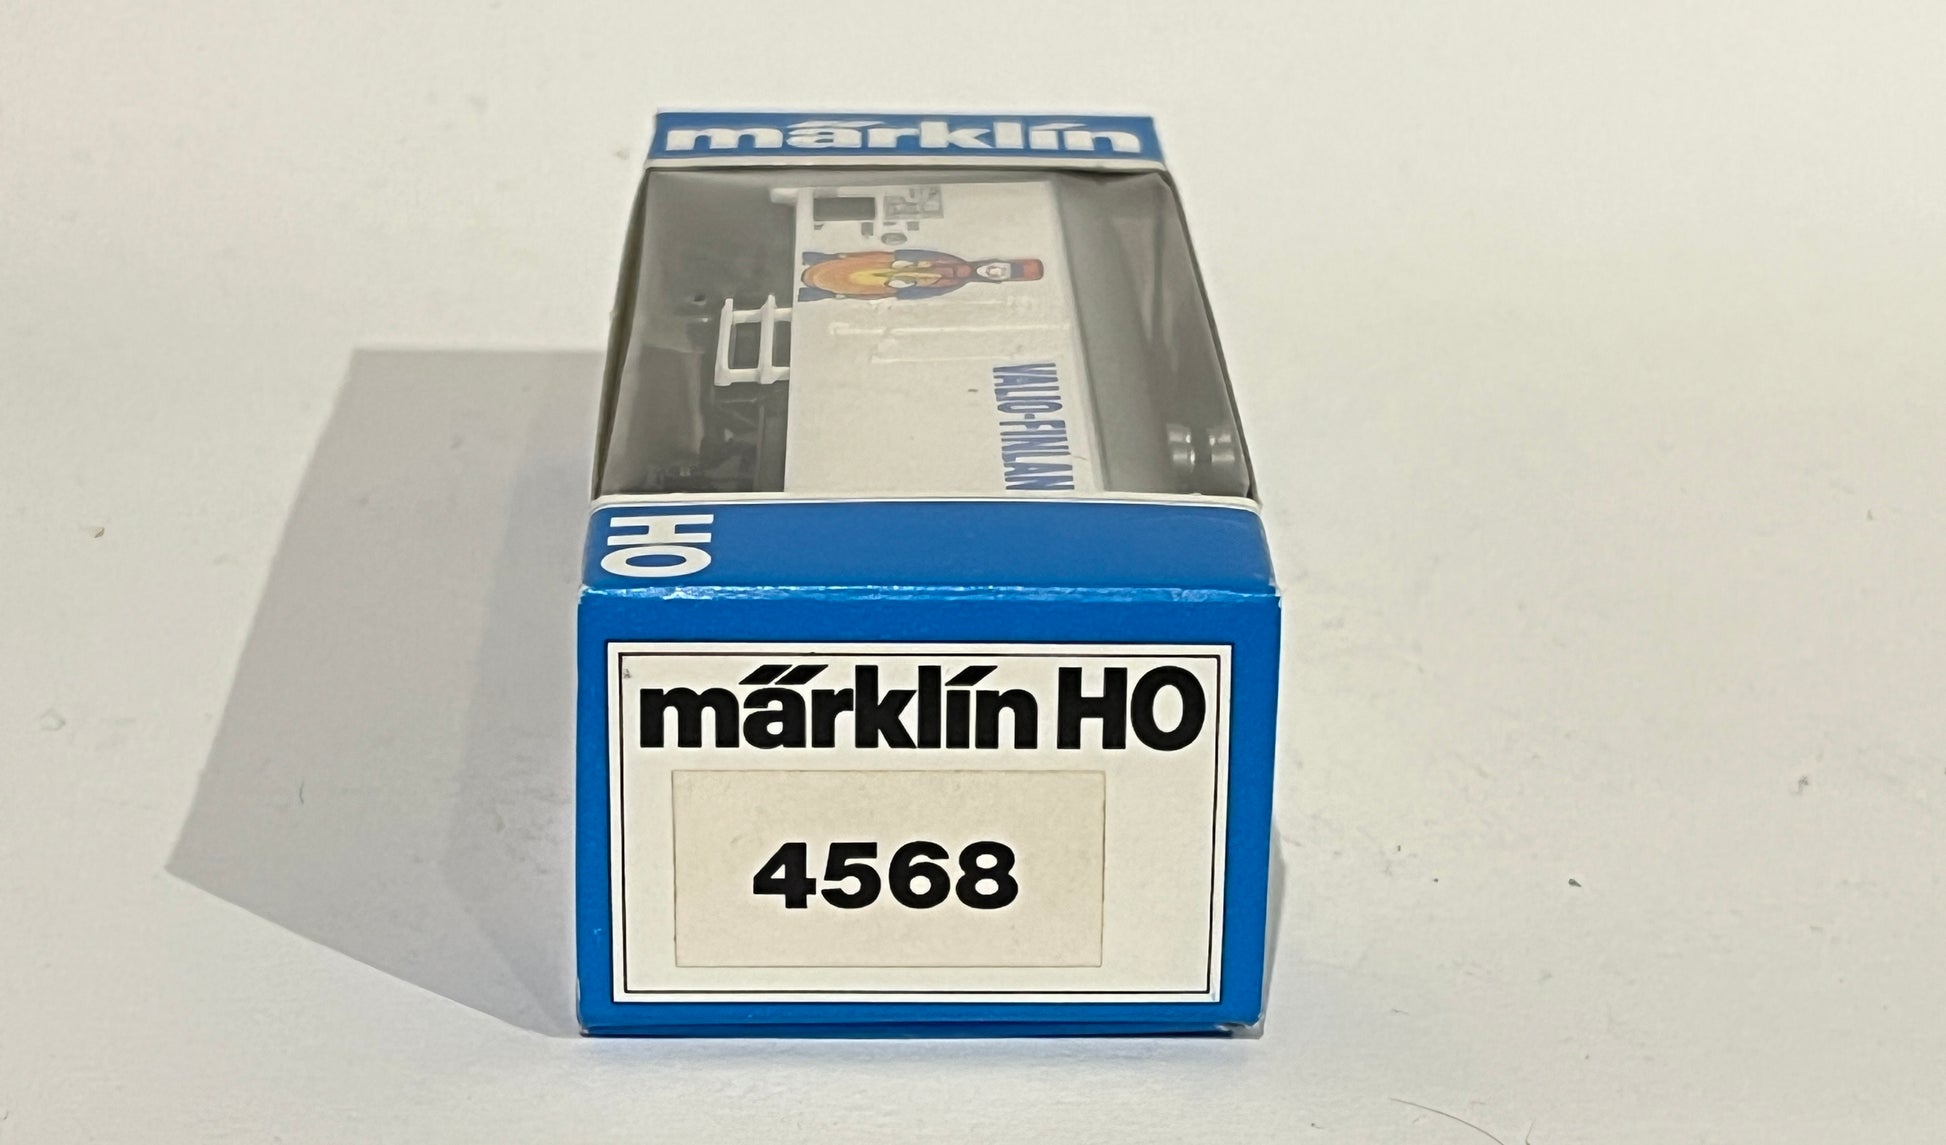 märklin
VALIO-FINLAN
HO
märklin HO
4568